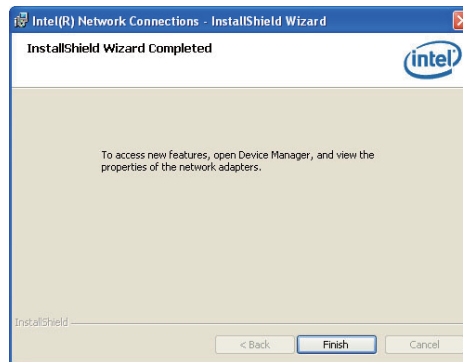 Intel(R) Network Connections - InstallShield Wizard
InstallShield Wizard Completed
intel
To access new features, open Device Manager, and view the
properties of the network adapters.
InstallShield
< Back
Finish
Cancel